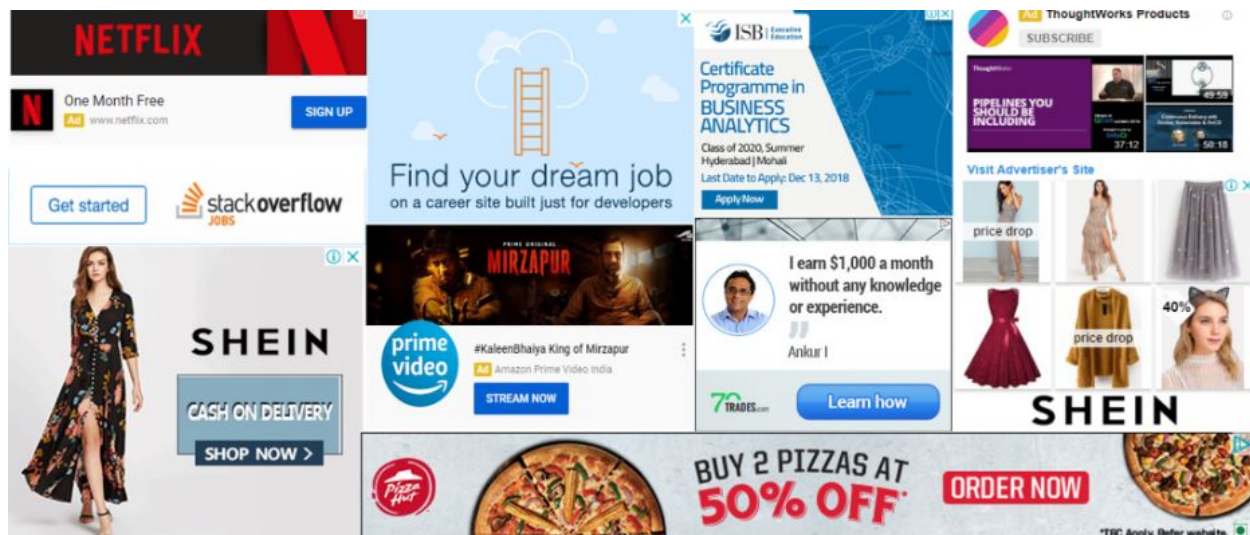 NETFLIX
One Month Free
Ad www.netflix.com
SIGN UP
Get started
stackoverflow
JOBS
SHEIN
CASH ON DELIVERY
SHOP NOW >
Find your dream job
on a career site built just for developers
PRIME ORIGINAL
MIRZAPUR
prime
video
#KaleenBhaiya King of Mirzapur
Ad Amazon Prime Video India
STREAM NOW
ISB Executive
Education
Certificate
Programme in
BUSINESS
ANALYTICS
Class of 2020, Summer
Hyderabad | Mohali
Last Date to Apply: Dec 13, 2018
Apply Now
I earn $1,000 a month
without any knowledge
or experience.
Ankur I
TRADES.com
Learn how
Ad ThoughtWorks Products
SUBSCRIBE
ThoughtWorks
PIPELINES YOU
SHOULD BE
INCLUDING
37:12
49:59
50:18
Visit Advertiser's Site
price drop
price drop
40%
SHEIN
Pizza
Hut
BUY 2 PIZZAS AT
50% OFF*
ORDER NOW
*T&C Apply. Refer website.